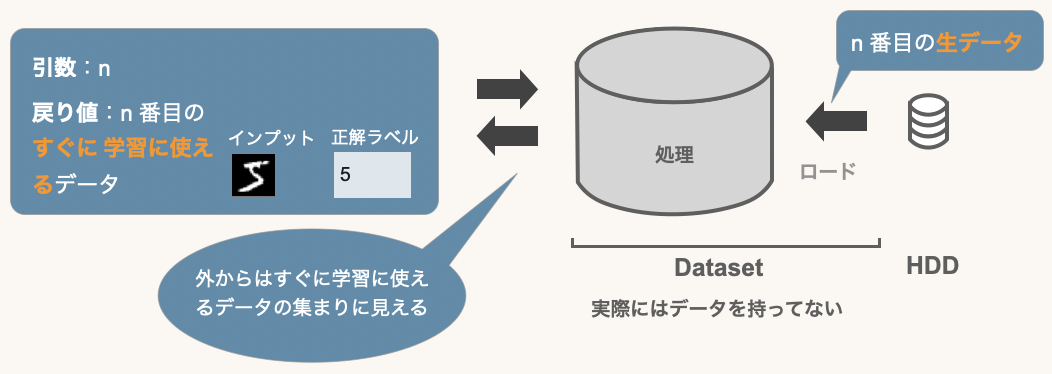 引数：n
戻り値：n 番目の
すぐに 学習に使え
るデータ
インプット
正解ラベル
5
5
外からはすぐに学習に使え
るデータの集まりに見える
処理
Dataset
実際にはデータを持ってない
n 番目の生データ
ロード
HDD